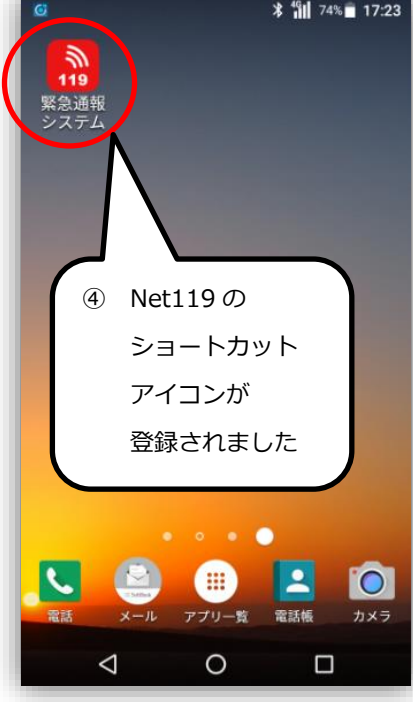 4G 74% 17:23
119
緊急通報
システム
④ Net119 の
ショートカット
アイコンが
登録されました
電話 メール アプリ一覧 電話帳 カメラ